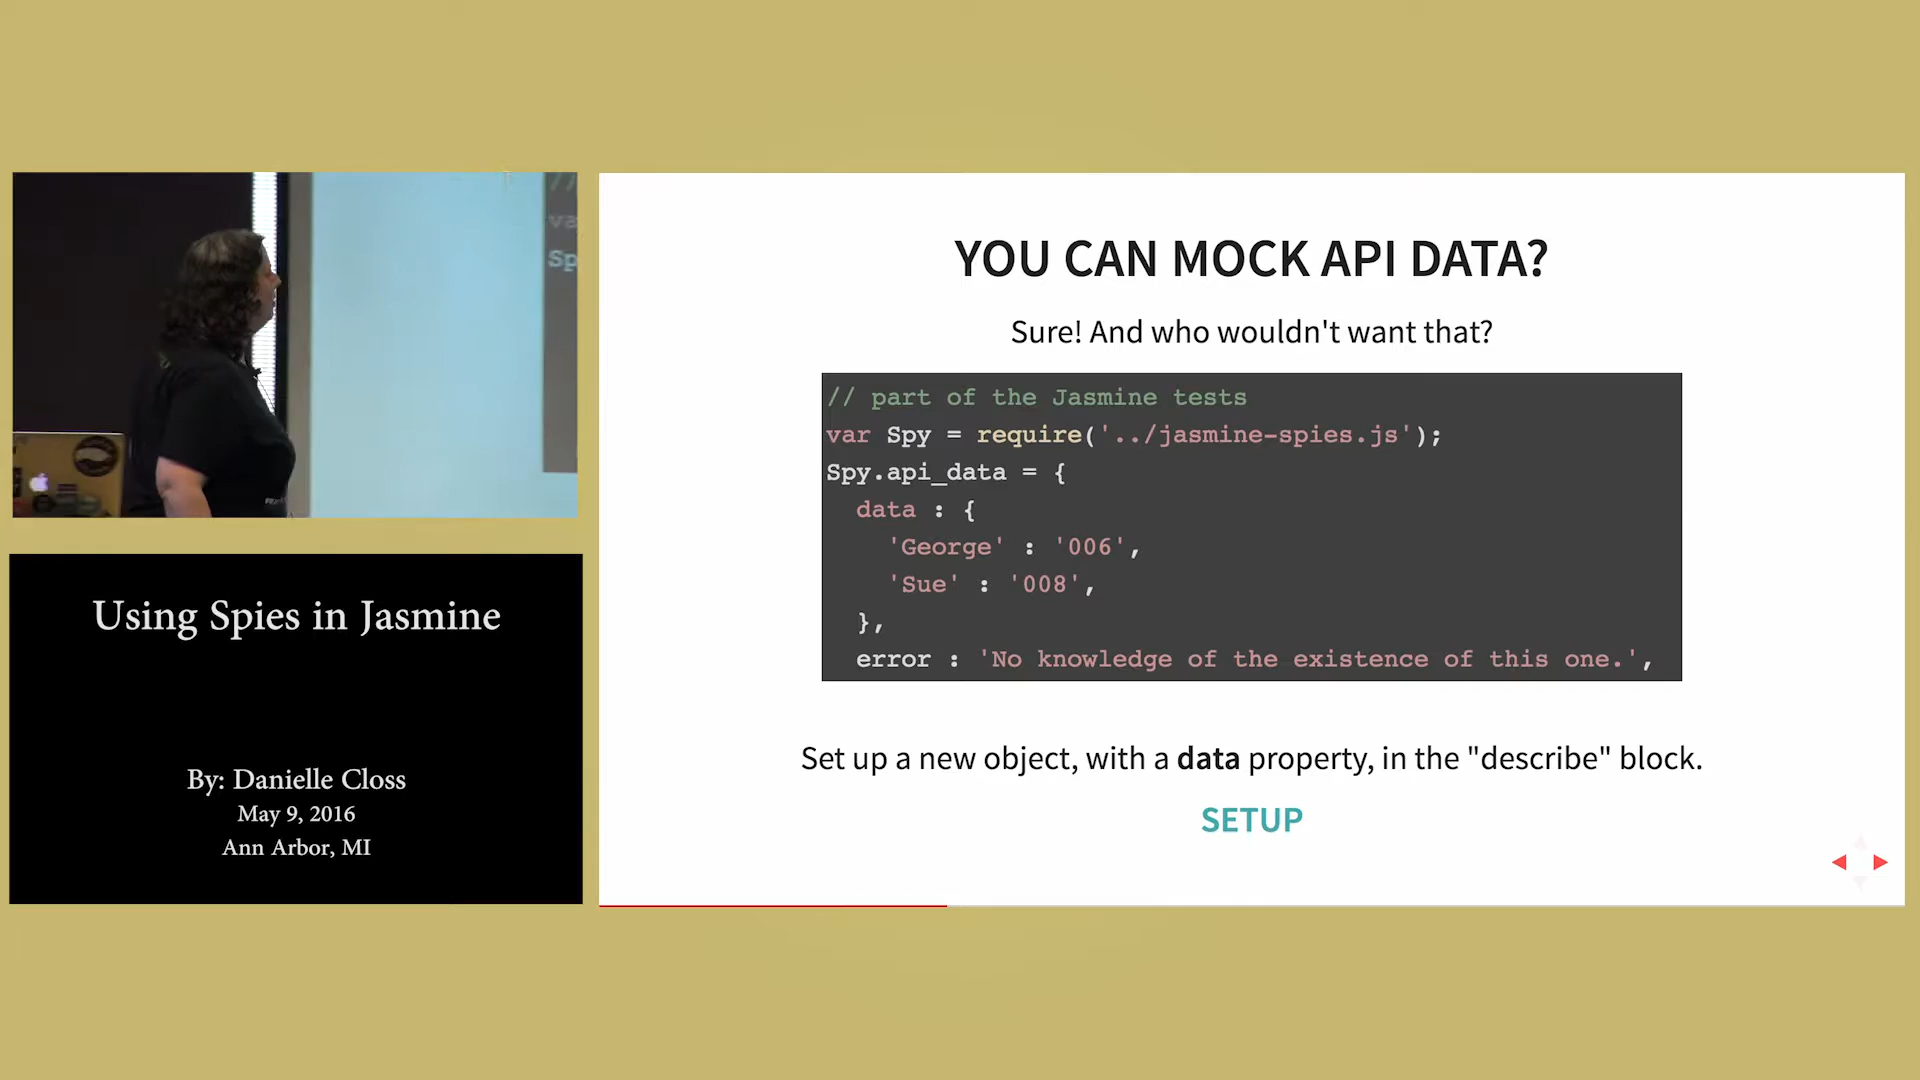 //
va
Sp
Using Spies in Jasmine
By: Danielle Closs
May 9, 2016
Ann Arbor, MI
YOU CAN MOCK API DATA?
Sure! And who wouldn't want that?
// part of the Jasmine tests
var Spy = require('../jasmine-spies.js');
Spy.api_data = {
data : {
'George' : '006',
'Sue' : '008',
},
error : 'No knowledge of the existence of this one.',
Set up a new object, with a data property, in the "describe" block.
SETUP